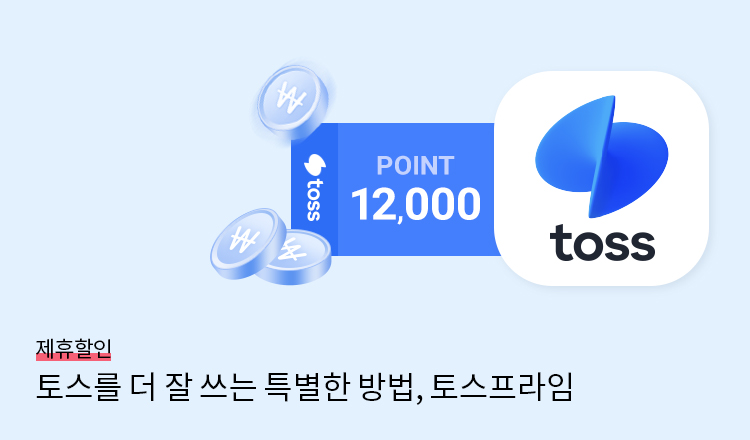 POINT
12,000
toss
toss
제휴할인
토스를 더 잘 쓰는 특별한 방법, 토스프라임